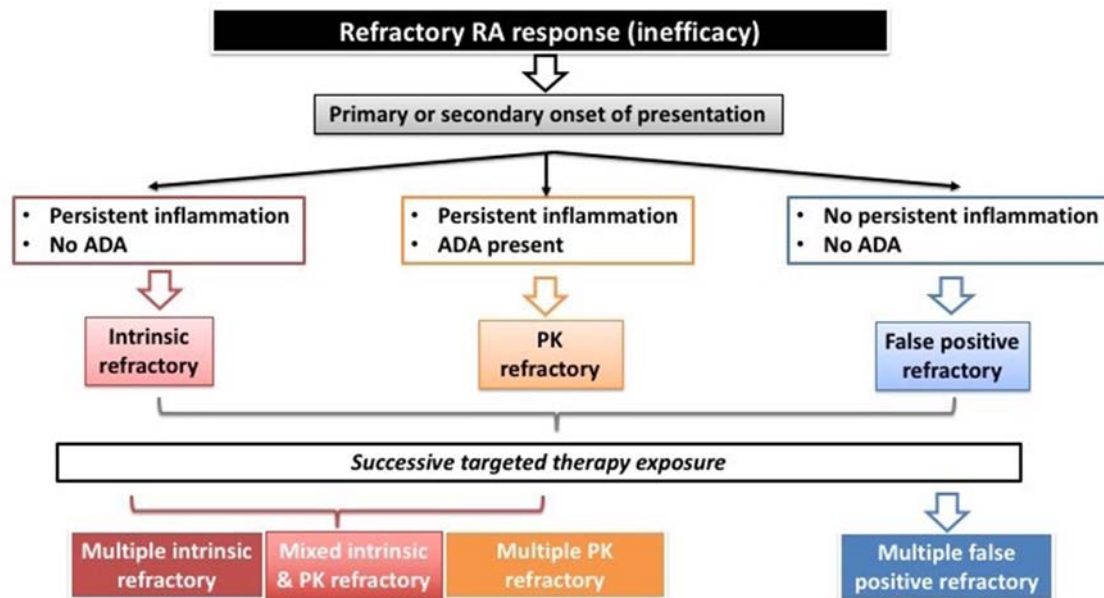 Refractory RA response (inefficacy)
Primary or secondary onset of presentation
• Persistent inflammation
• No ADA
• Persistent inflammation
• ADA present
• No persistent inflammation
• No ADA
Intrinsic
refractory
PK
refractory
False positive
refractory
Successive targeted therapy exposure
Multiple intrinsic
refractory
Mixed intrinsic
& PK refractory
Multiple PK
refractory
Multiple false
positive refractory